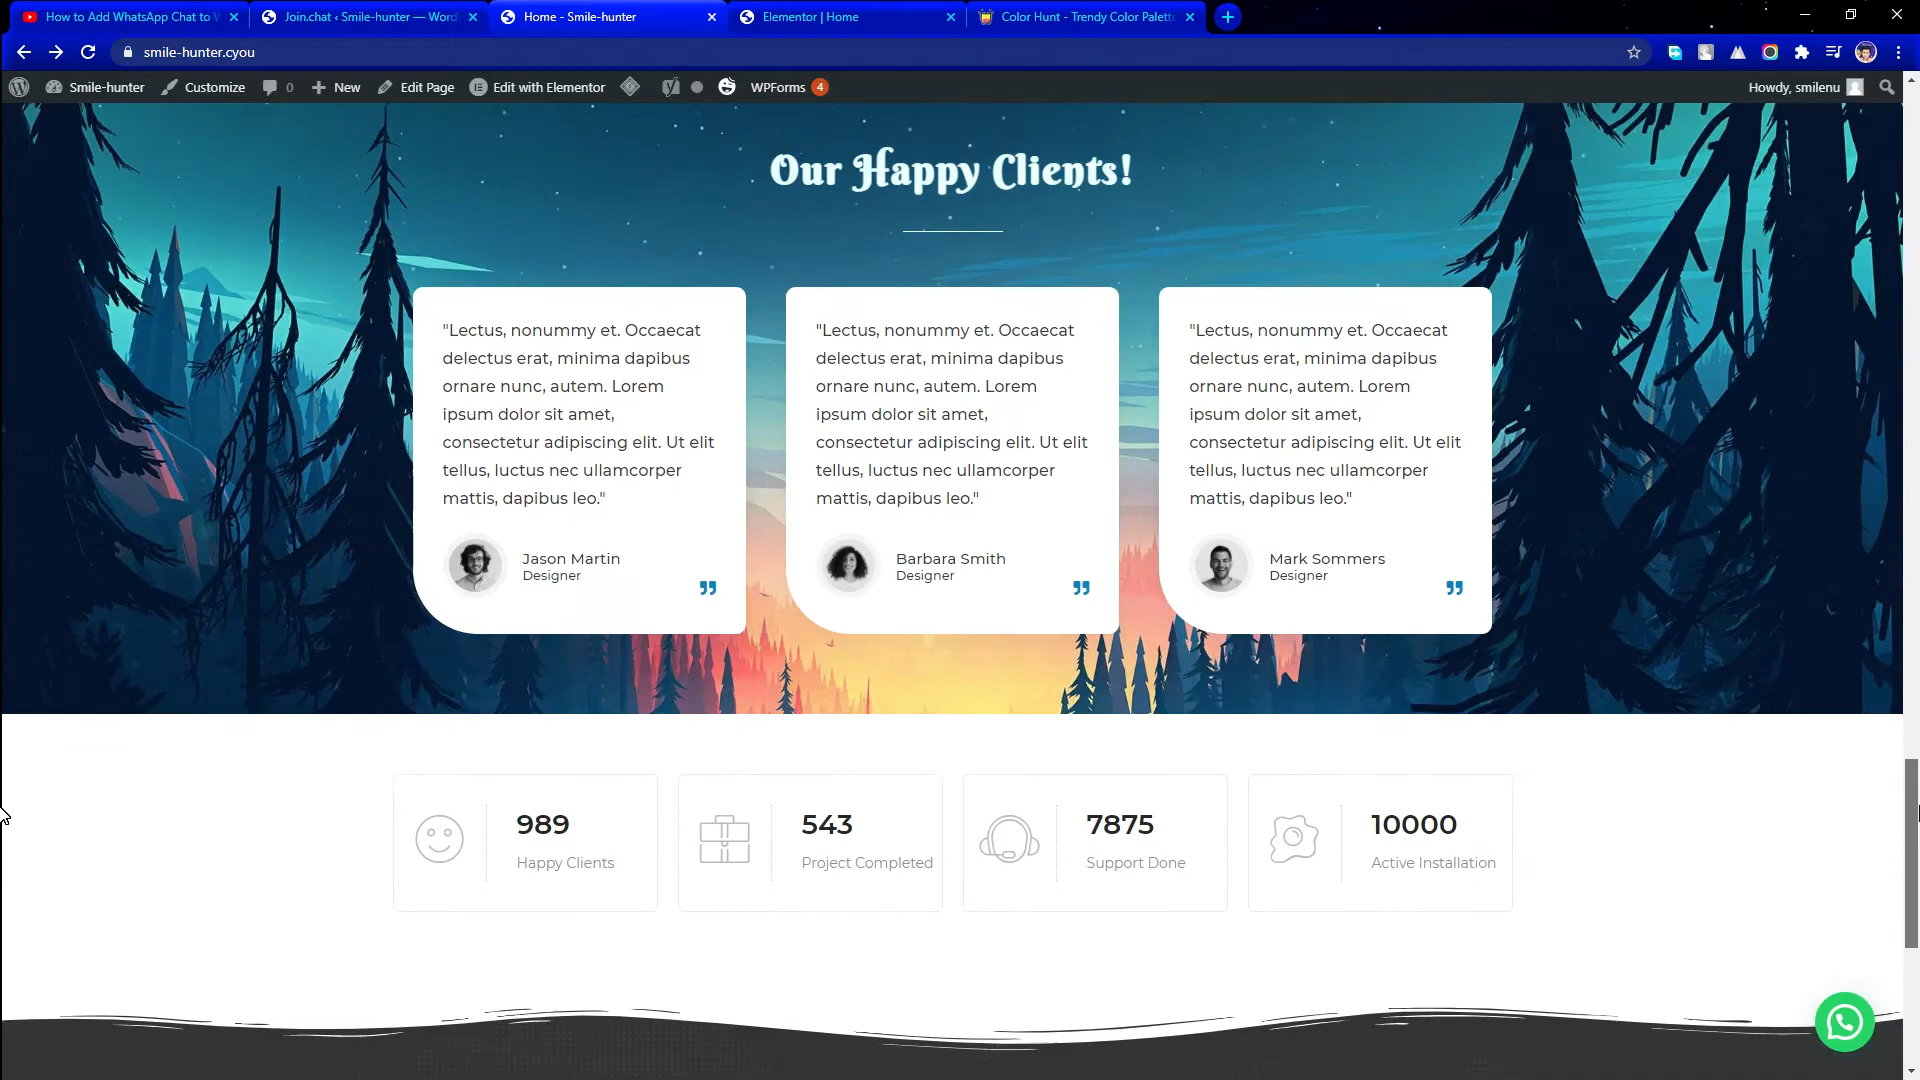 How to Add WhatsApp Chat to W
Join.chat ‹ Smile-hunter — Word
Home - Smile-hunter
Elementor | Home
Color Hunt - Trendy Color Palette
smile-hunter.cyou
Smile-hunter
Customize
0
New
Edit Page
Edit with Elementor
WPForms
4
Howdy, smilenu
Our Happy Clients!
"Lectus, nonummy et. Occaecat
delectus erat, minima dapibus
ornare nunc, autem. Lorem
ipsum dolor sit amet,
consectetur adipiscing elit. Ut elit
tellus, luctus nec ullamcorper
mattis, dapibus leo."
Jason Martin
Designer
"Lectus, nonummy et. Occaecat
delectus erat, minima dapibus
ornare nunc, autem. Lorem
ipsum dolor sit amet,
consectetur adipiscing elit. Ut elit
tellus, luctus nec ullamcorper
mattis, dapibus leo."
Barbara Smith
Designer
"Lectus, nonummy et. Occaecat
delectus erat, minima dapibus
ornare nunc, autem. Lorem
ipsum dolor sit amet,
consectetur adipiscing elit. Ut elit
tellus, luctus nec ullamcorper
mattis, dapibus leo."
Mark Sommers
Designer
989
Happy Clients
543
Project Completed
7875
Support Done
10000
Active Installation